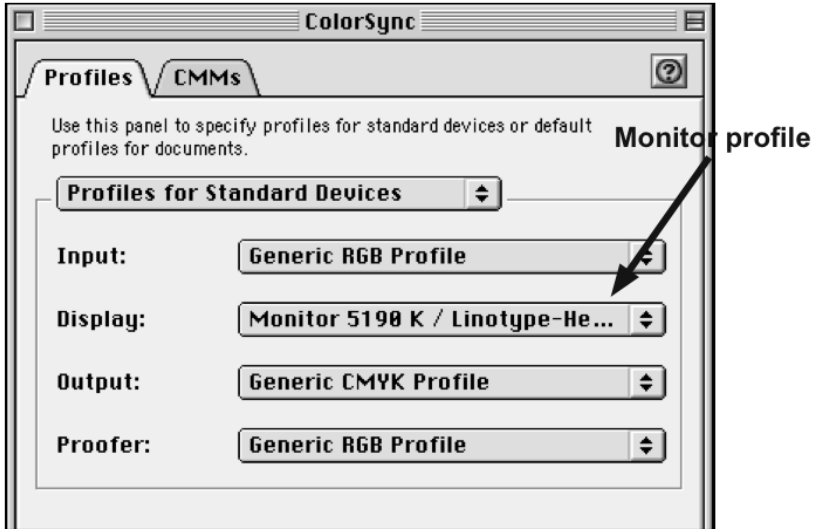 ColorSync
Profiles
CMMs
Use this panel to specify profiles for standard devices or default
profiles for documents.
Monitor profile
Profiles for Standard Devices
Input:
Generic RGB Profile
Display:
Monitor 5190 K / Linotype-He...
Output:
Generic CMYK Profile
Proofer:
Generic RGB Profile